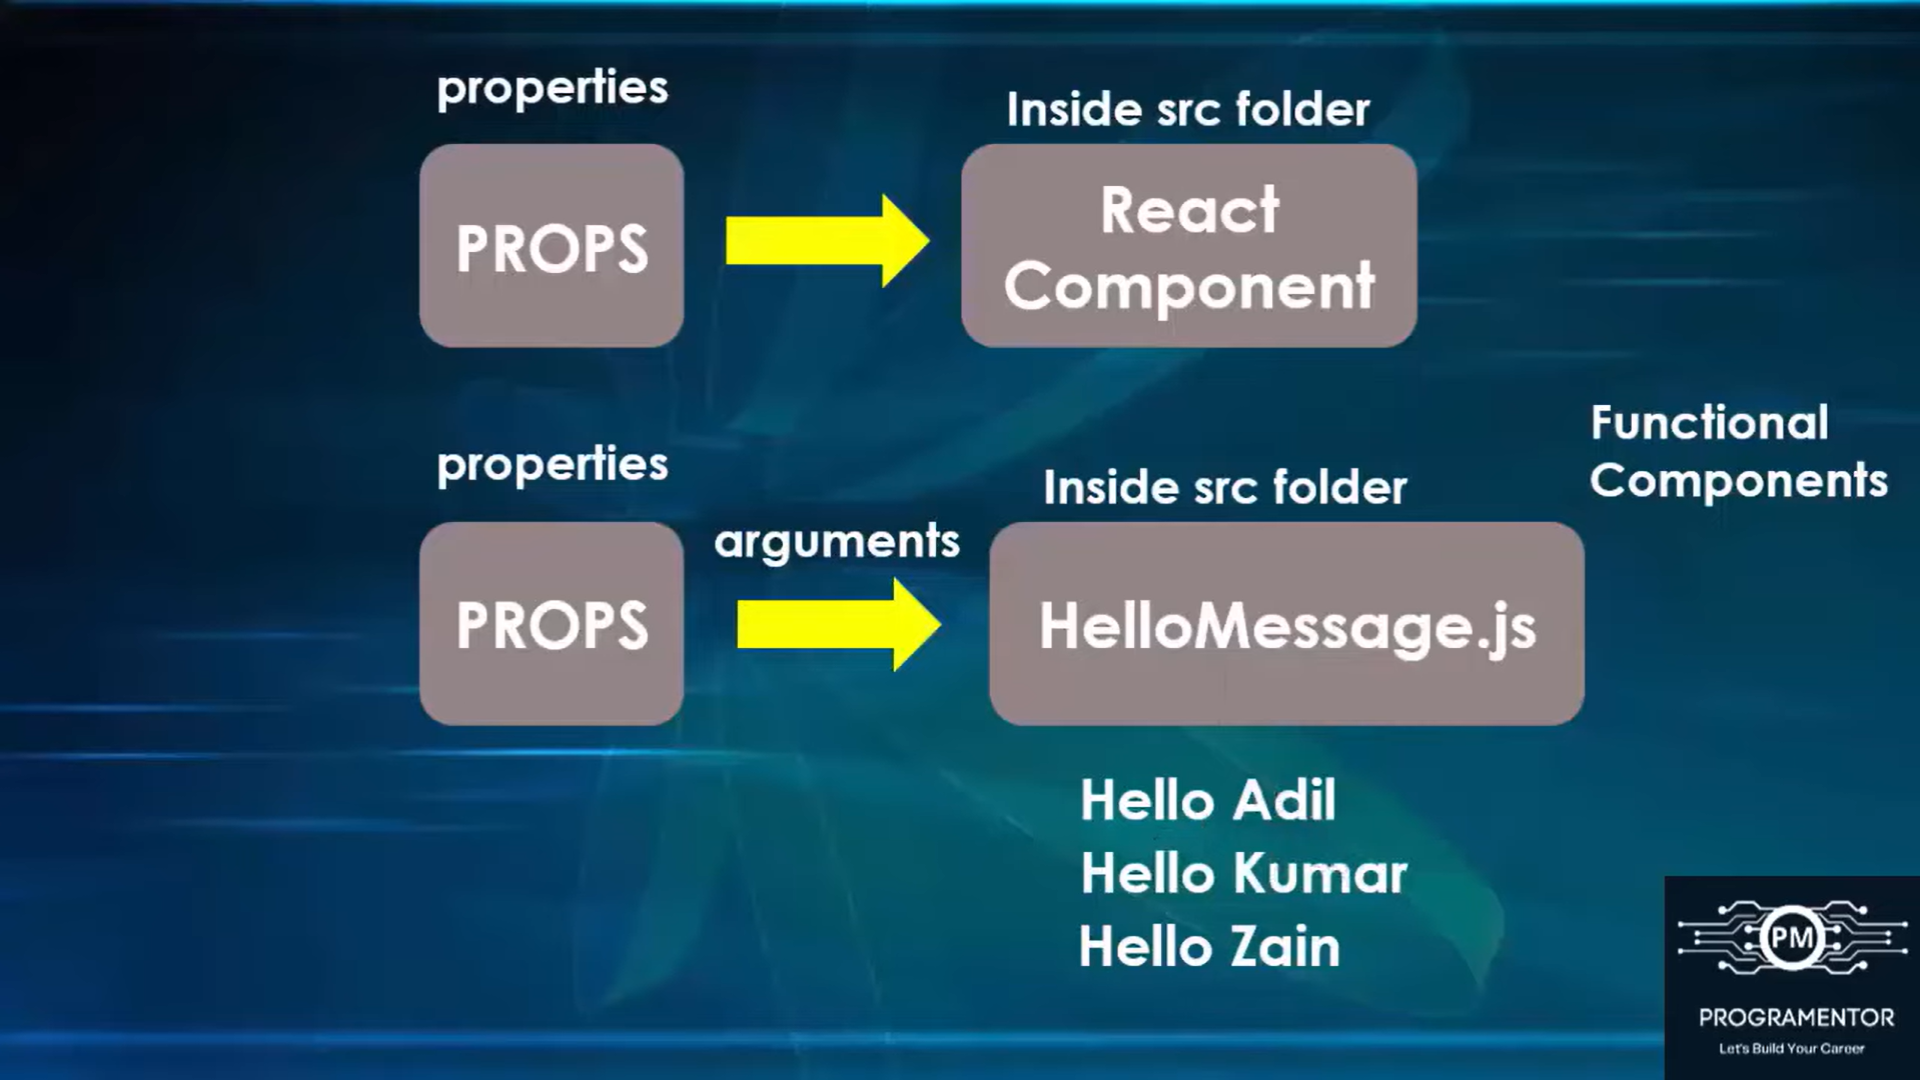 properties
Inside src folder
PROPS
React
Component
properties
Inside src folder
Functional
Components
arguments
PROPS
HelloMessage.js
Hello Adil
Hello Kumar
Hello Zain
PM
PROGRAMENTOR
Let's Build Your Career